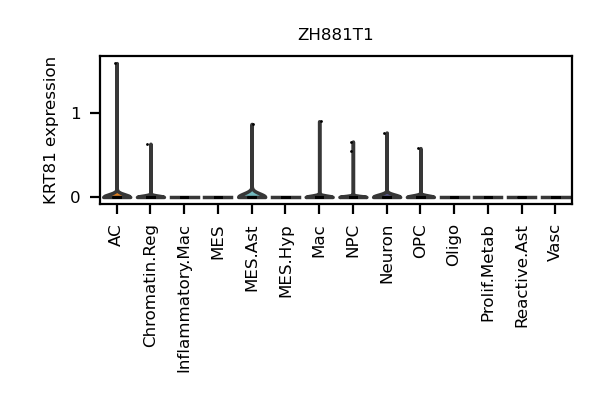 ZH881T1
KRT81 expression
1
0
AC
Chromatin.Reg
Inflammatory.Mac
MES
MES.Ast
MES.Hyp
Mac
NPC
Neuron
OPC
Oligo
Prolif.Metab
Reactive.Ast
Vasc